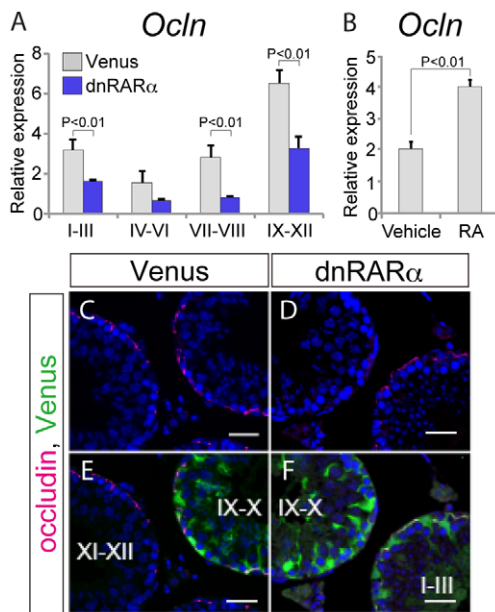 A
Ocln
B
Ocln
Relative expression
8
6
4
2
0
Venus
dnRARα
P<0.01
P<0.01
P<0.01
I-III
IV-VI
VII-VIII
IX-XII
Relative expression
5
4
3
2
1
0
P<0.01
Vehicle
RA
Venus
dnRARα
occludin, Venus
C
D
E
F
IX-X
IX-X
XI-XII
I-III